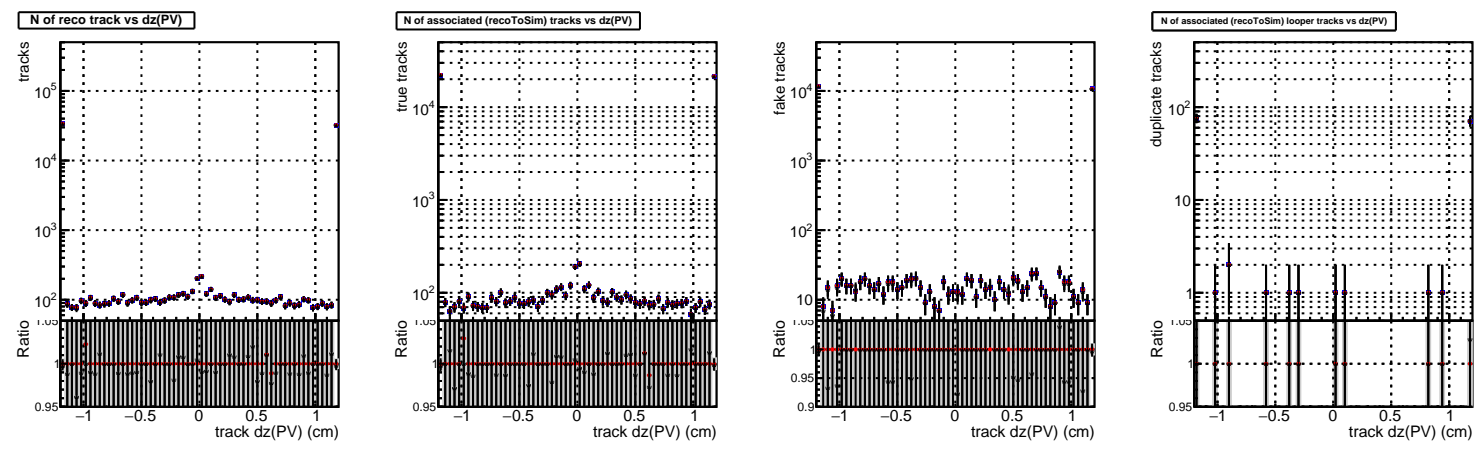 N of reco track vs dz(PV)
tracks
10^5
10^4
10^3
10^2
Ratio
1.05
1
0.95
−1 −0.5 0 0.5 1
track dz(PV) (cm)
N of associated (recoToSim) tracks vs dz(PV)
true tracks
10^4
10^3
10^2
Ratio
1.05
1
0.95
−1 −0.5 0 0.5 1
track dz(PV) (cm)
fake tracks
10^4
10^3
10^2
10
Ratio
1.05
1
0.95
0.9
−1 −0.5 0 0.5 1
track dz(PV) (cm)
N of associated (recoToSim) looper tracks vs dz(PV)
duplicate tracks
10^2
10
1
Ratio
1.05
1
0.95
−1 −0.5 0 0.5 1
track dz(PV) (cm)